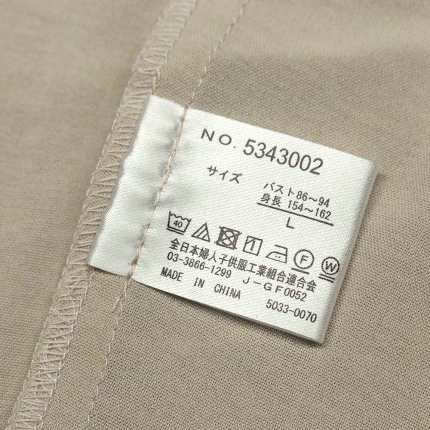 NO. 5343002
サイズ
バスト86～94
身長 154～162
L
40
F W
全日本婦人子供服工業組合連合会
03-3866-1299 J-GF0052
MADE IN CHINA 5033-0070